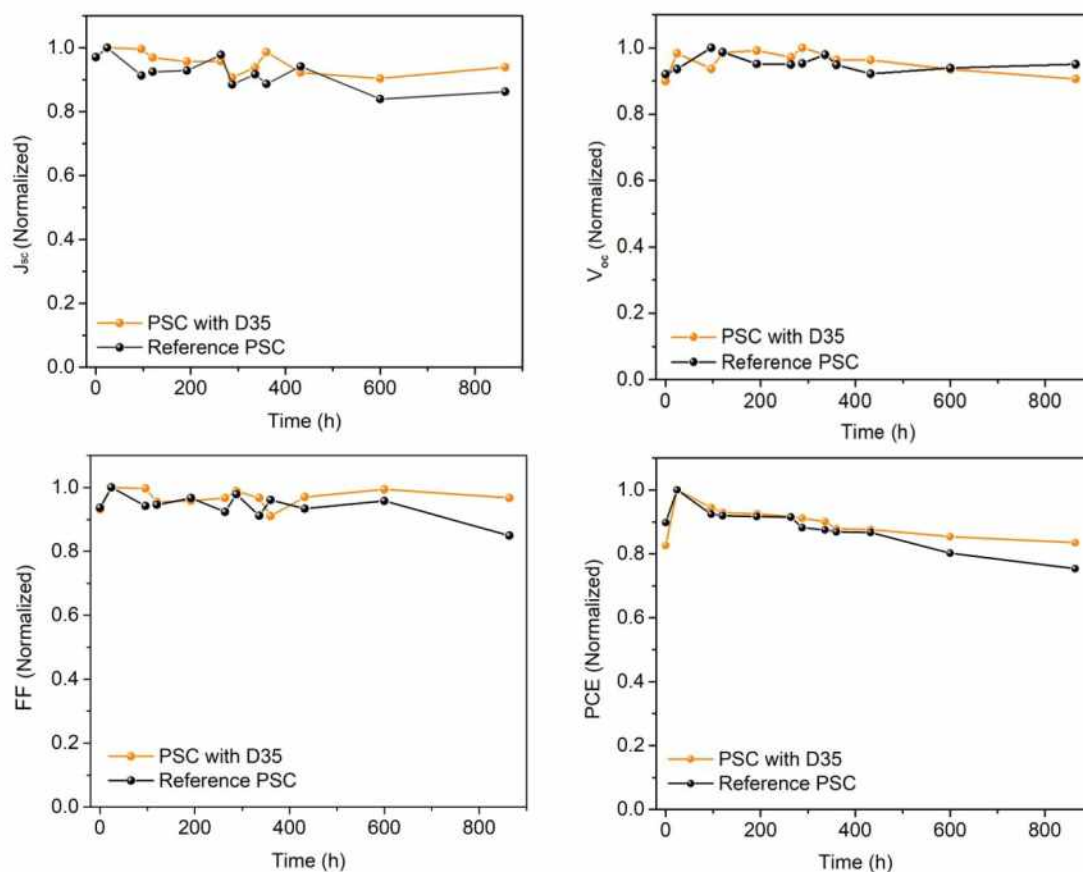 1.0
0.8
0.6
0.4
0.2
0.0
Jsc (Normalized)
PSC with D35
Reference PSC
0
200
400
600
800
Time (h)
1.0
0.8
0.6
0.4
0.2
0.0
Voc (Normalized)
PSC with D35
Reference PSC
0
200
400
600
800
Time (h)
1.0
0.8
0.6
0.4
0.2
0.0
FF (Normalized)
PSC with D35
Reference PSC
0
200
400
600
800
Time (h)
1.0
0.8
0.6
0.4
0.2
0.0
PCE (Normalized)
PSC with D35
Reference PSC
0
200
400
600
800
Time (h)